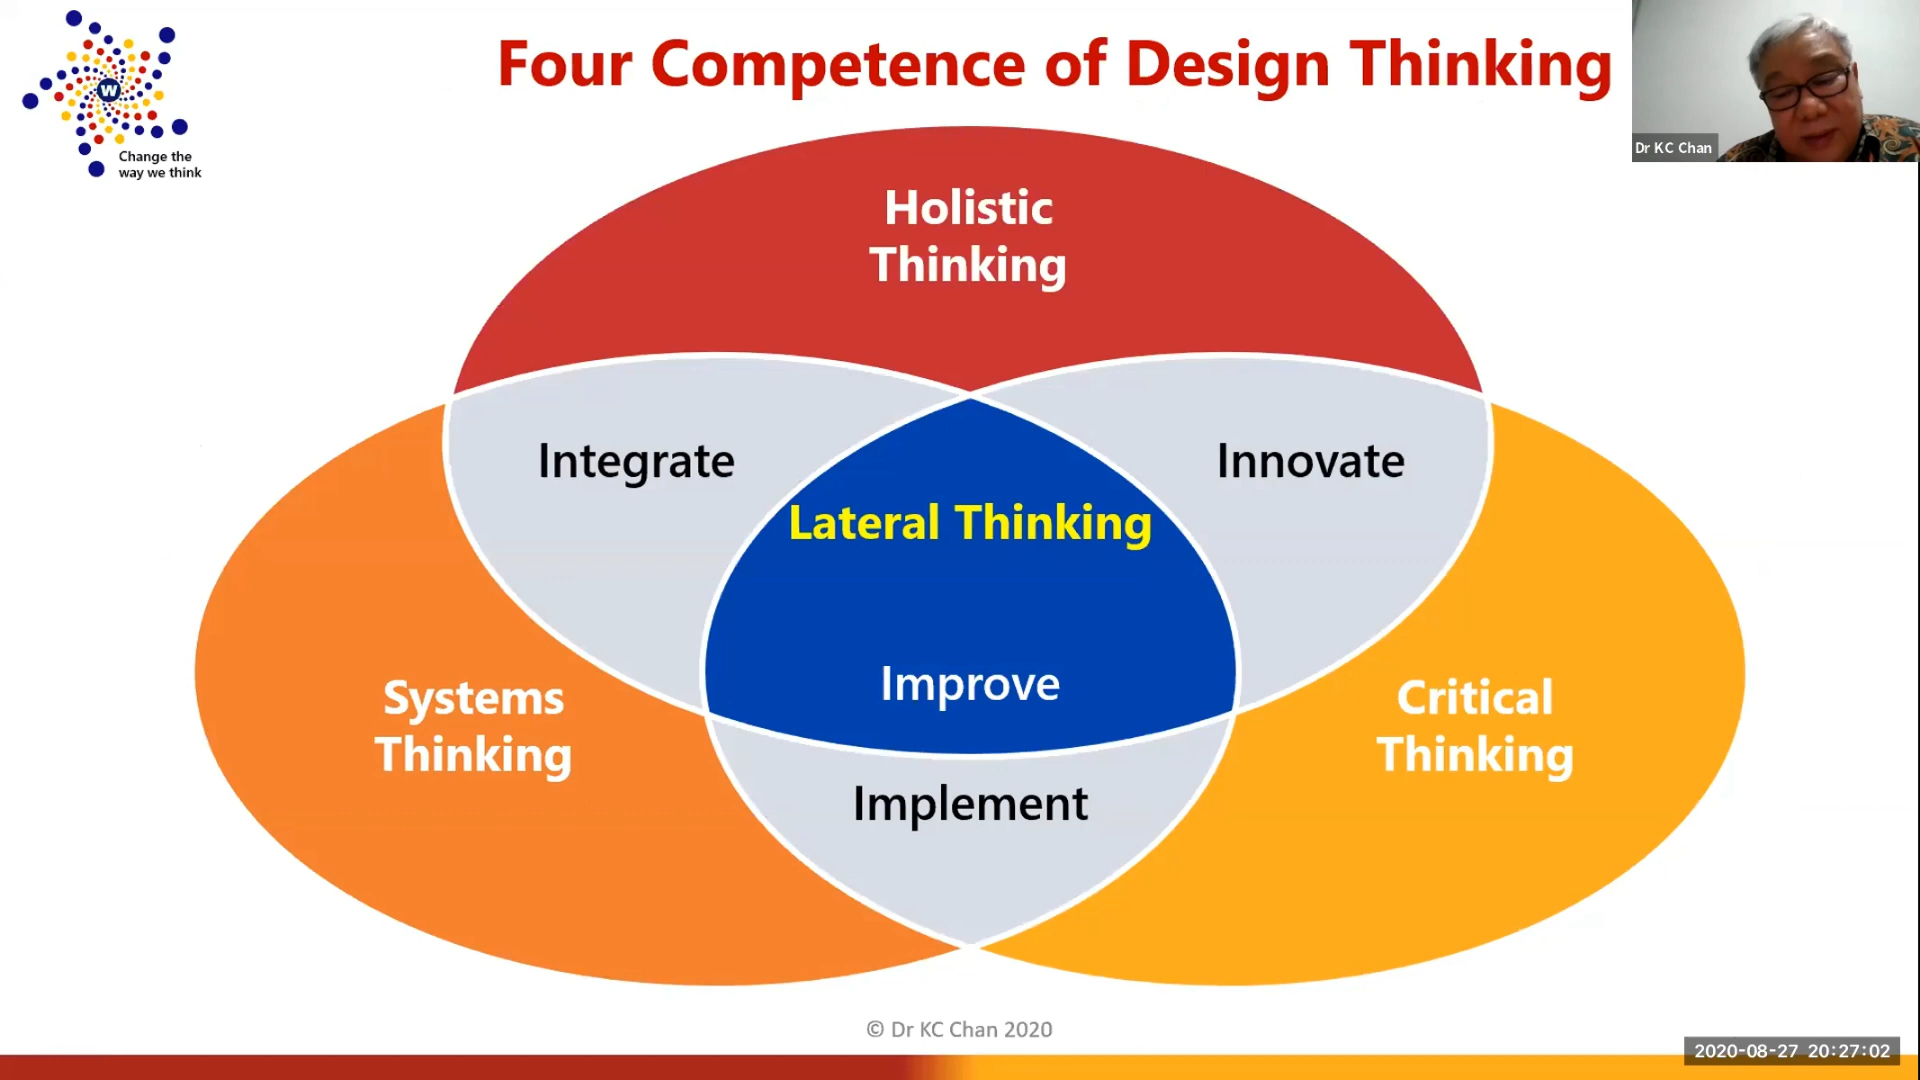 Four Competence of Design Thinking
W
Change the
way we think
Dr KC Chan
Holistic
Thinking
Integrate
Innovate
Lateral Thinking
Improve
Systems
Thinking
Critical
Thinking
Implement
© Dr KC Chan 2020
2020-08-27 20:27:02